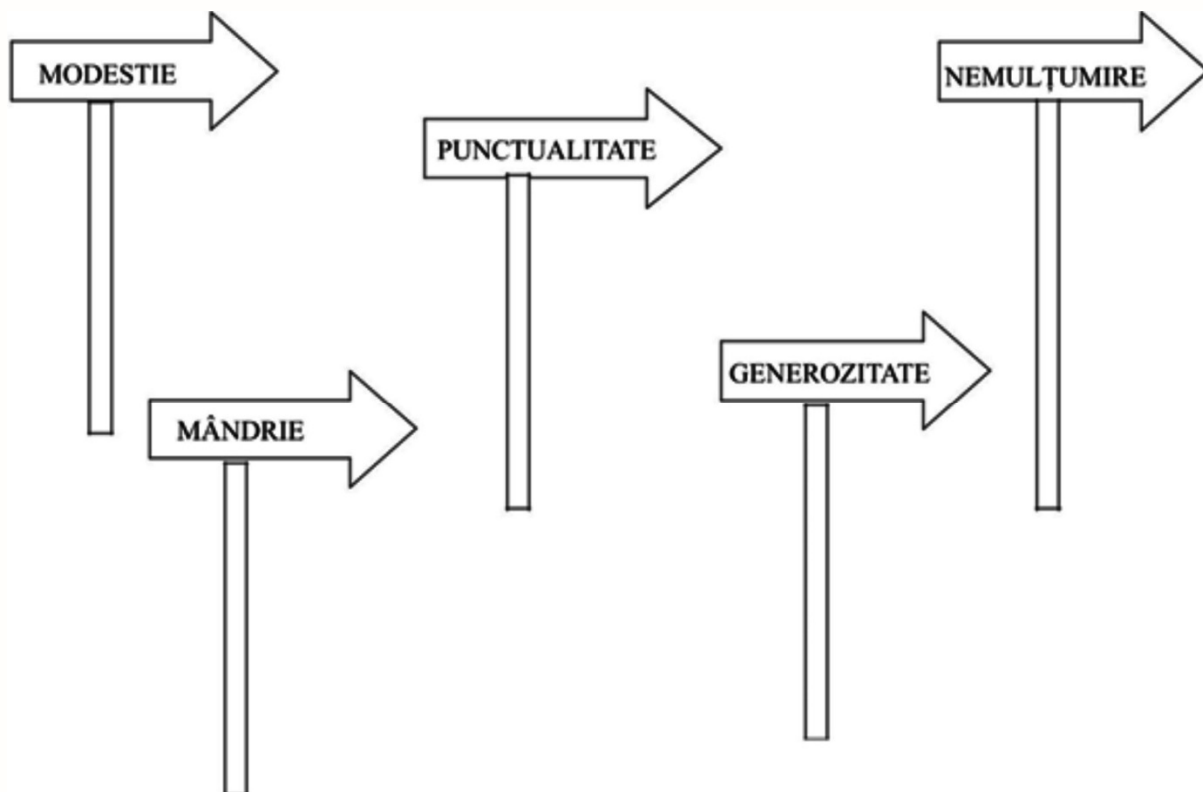 MODESTIE
NEMULȚUMIRE
PUNCTUALITATE
GENEROZITATE
MÂNDRIE